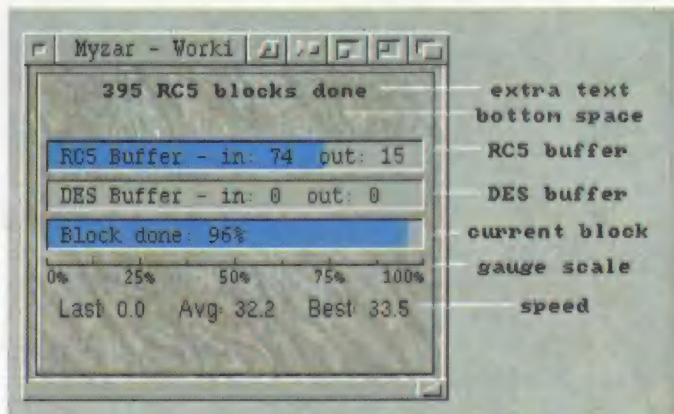 Myzar - Worki
395 RC5 blocks done
extra text
bottom space
RC5 Buffer - in: 74 out: 15
RC5 buffer
DES Buffer - in: 0 out: 0
DES buffer
Block done: 96%
current block
0% 25% 50% 75% 100%
gauge scale
Last: 0.0 Avg: 32.2 Best: 33.5
speed